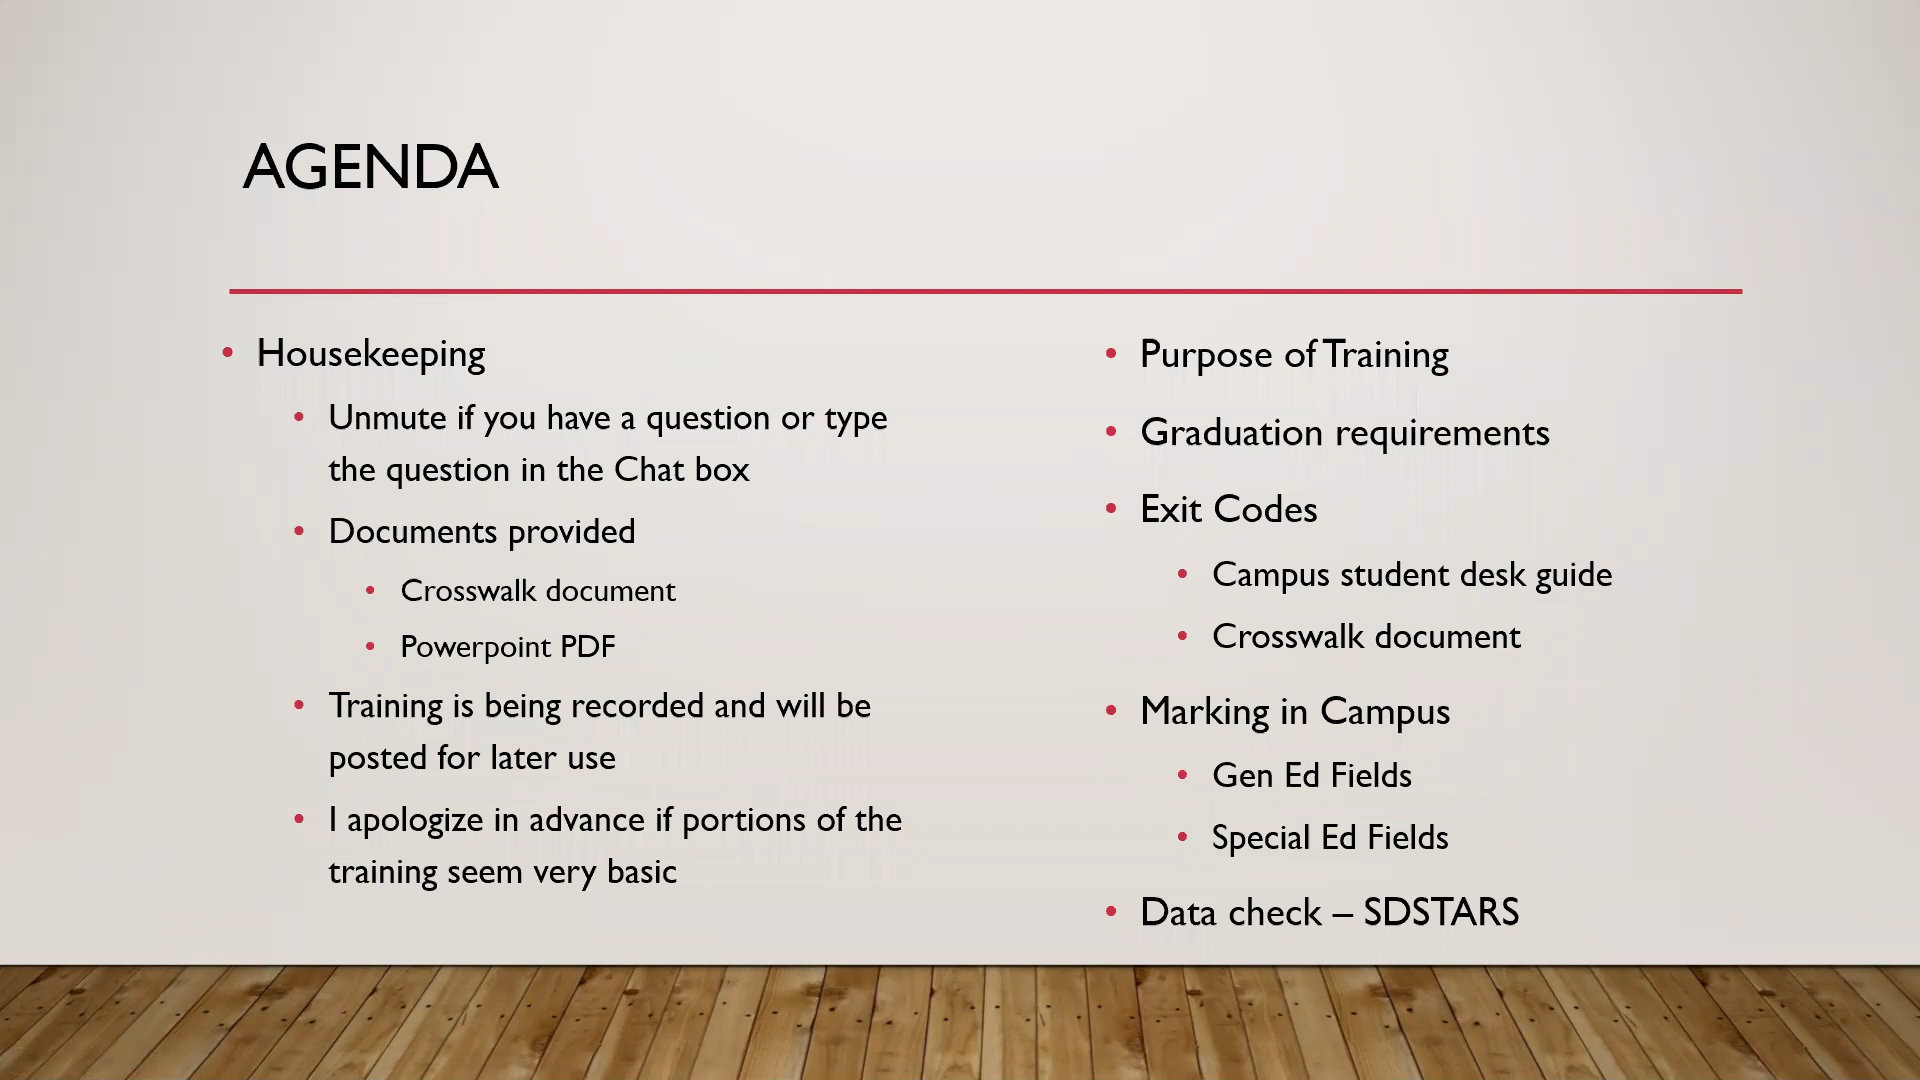 AGENDA
• Housekeeping
• Unmute if you have a question or type
the question in the Chat box
• Documents provided
• Crosswalk document
• Powerpoint PDF
• Training is being recorded and will be
posted for later use
• I apologize in advance if portions of the
training seem very basic
• Purpose of Training
• Graduation requirements
• Exit Codes
• Campus student desk guide
• Crosswalk document
• Marking in Campus
• Gen Ed Fields
• Special Ed Fields
• Data check – SDSTARS